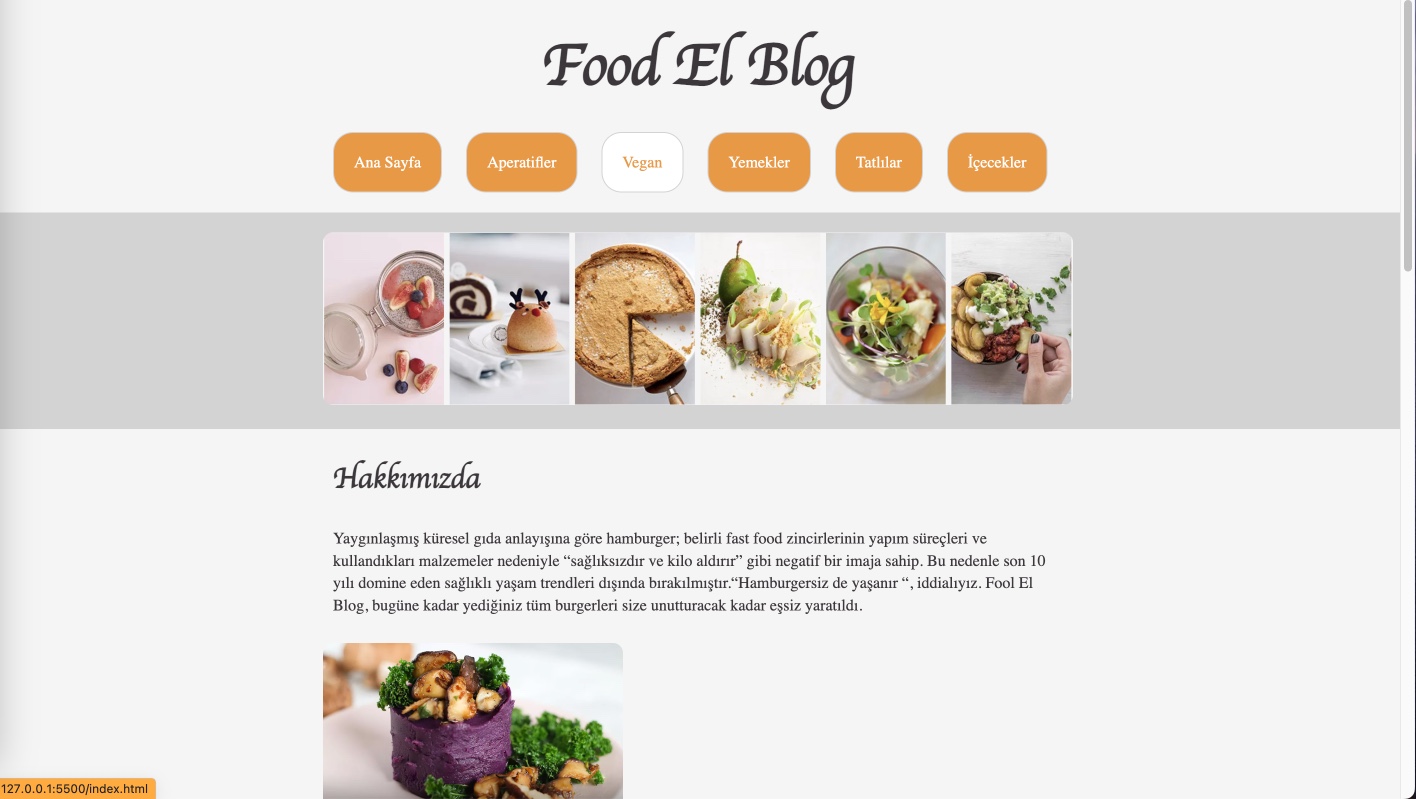 Food El Blog
Ana Sayfa Aperatifler Vegan Yemekler Tatlılar İçecekler
Hakkımızda
Yaygınlaşmış küresel gıda anlayışına göre hamburger; belirli fast food zincirlerinin yapım süreçleri ve
kullandıkları malzemeler nedeniyle “sağlıksızdır ve kilo aldırır” gibi negatif bir imaja sahip. Bu nedenle son 10
yılı domine eden sağlıklı yaşam trendleri dışında bırakılmıştır.“Hamburgersiz de yaşanır “, iddialıyız. Fool El
Blog, bugüne kadar yediğiniz tüm burgerleri size unutturacak kadar eşsiz yaratıldı.
127.0.0.1:5500/index.html